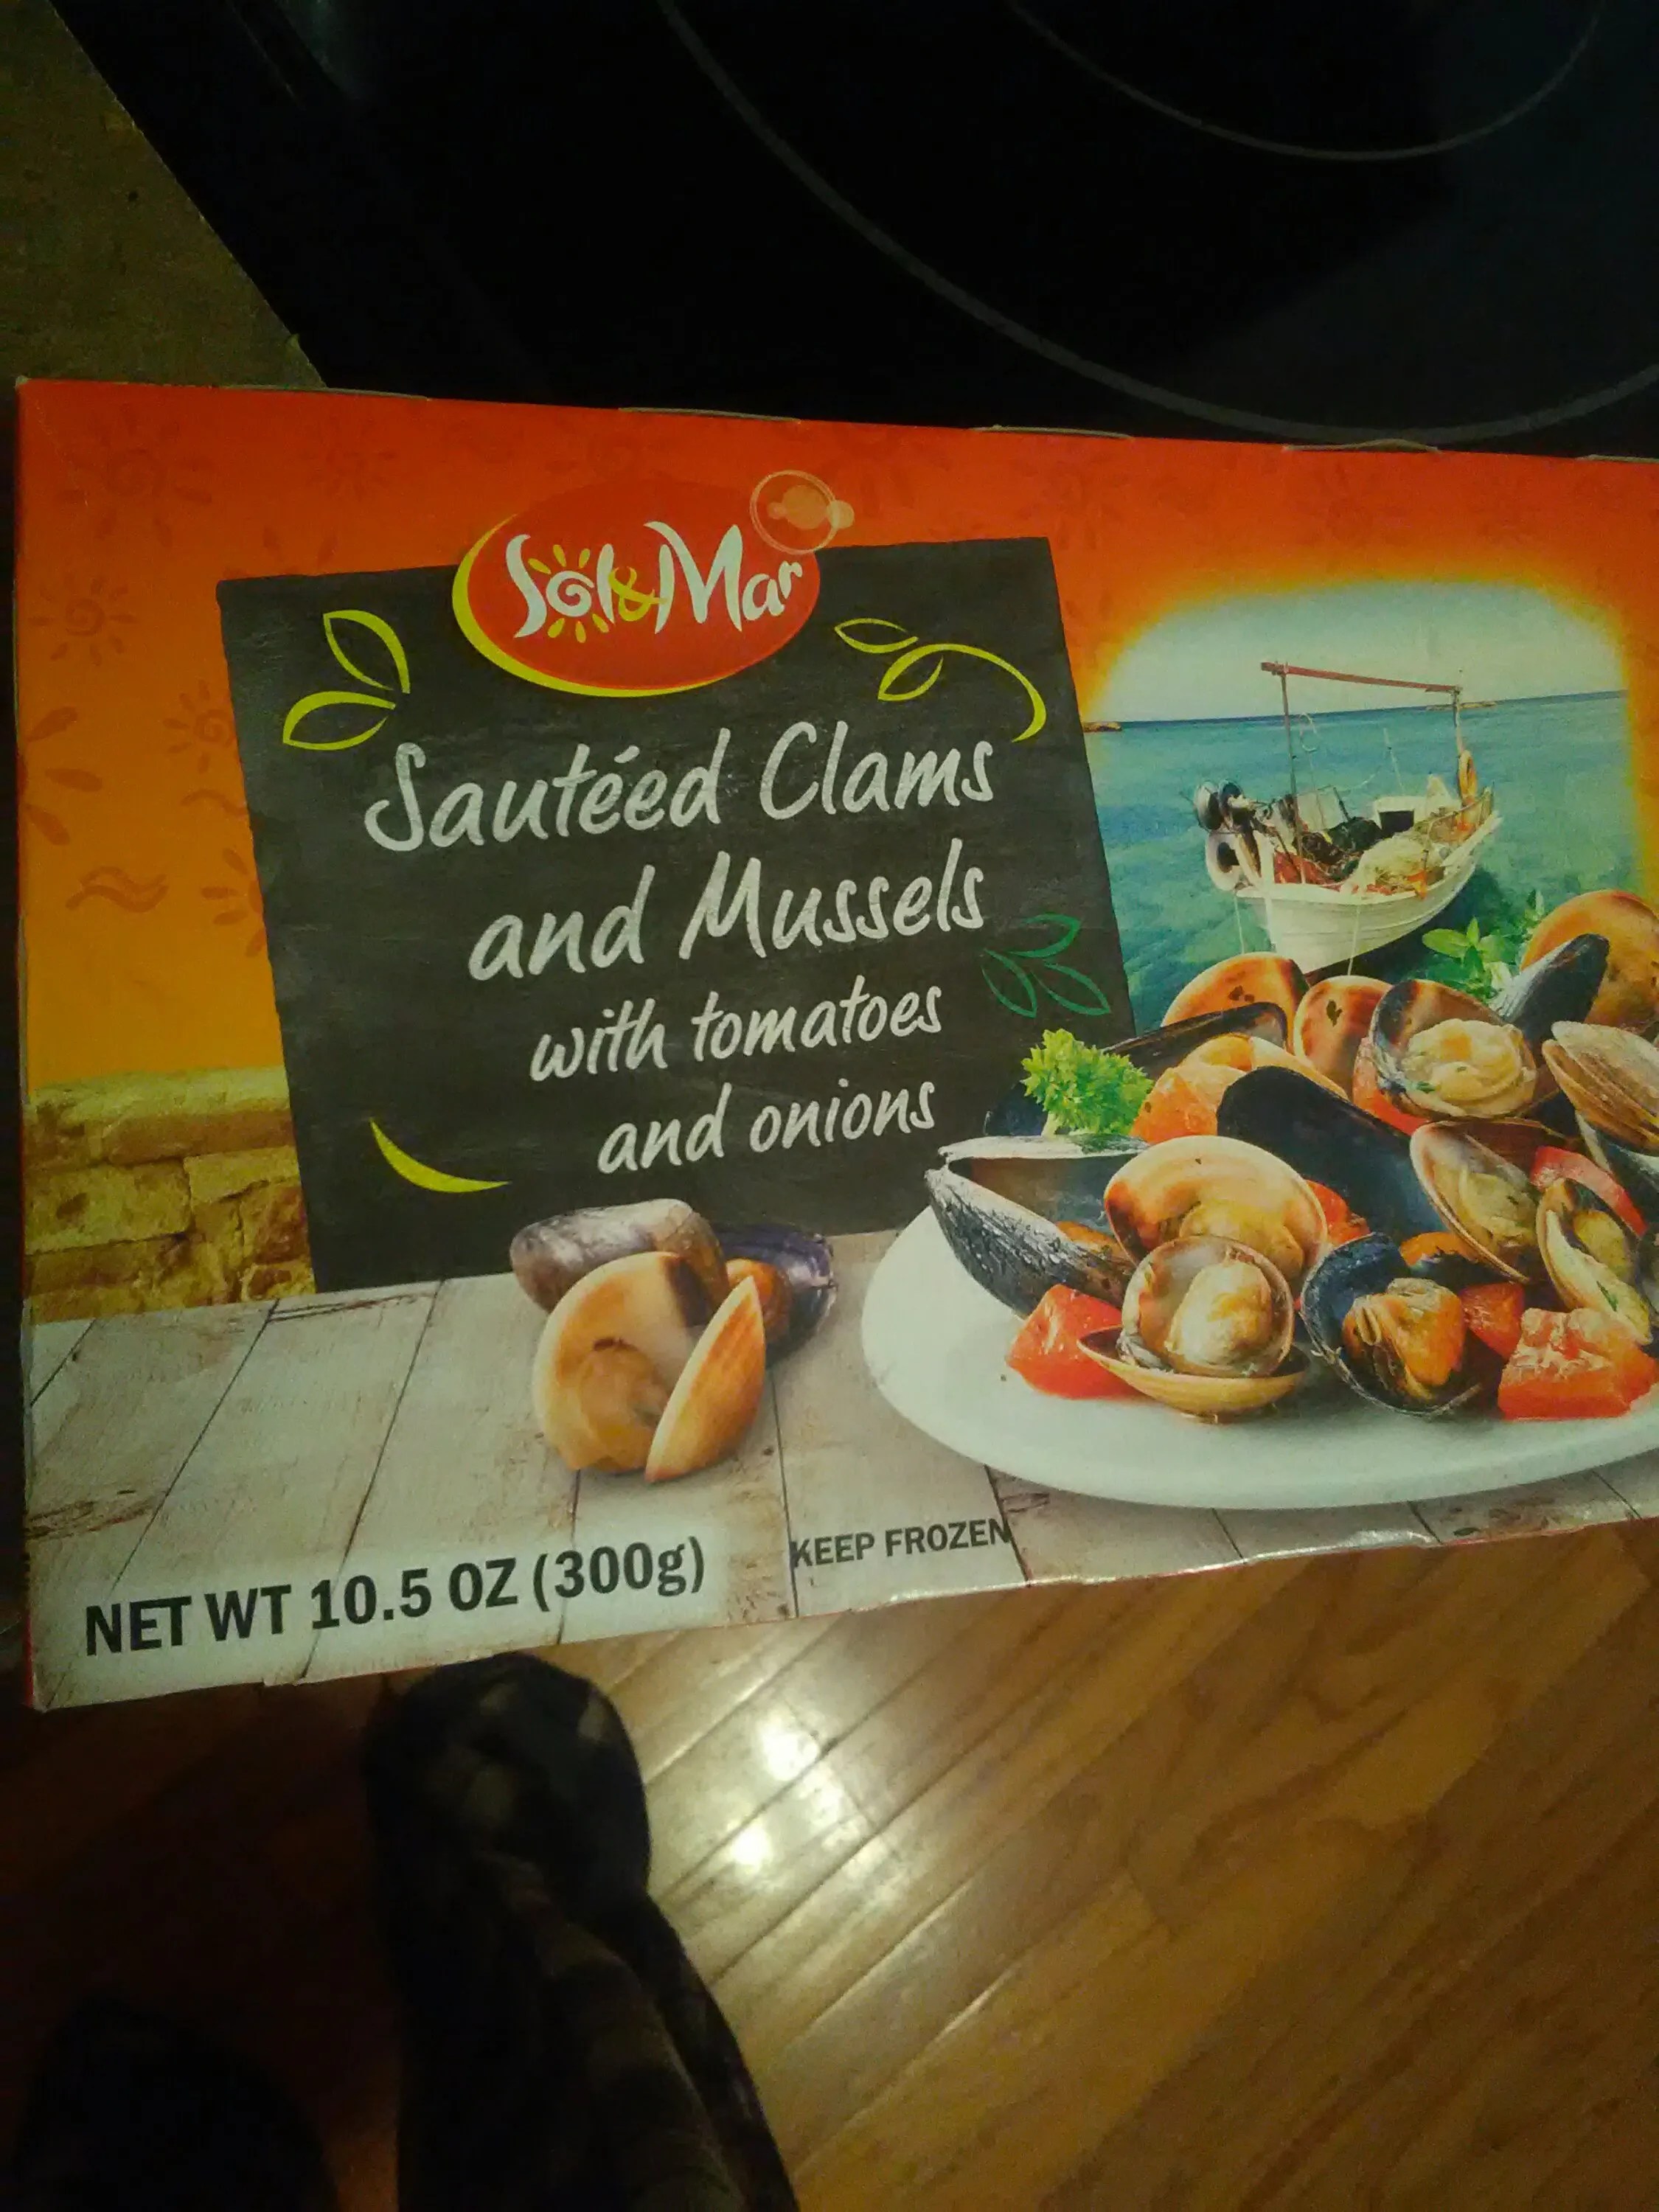 Sol&Mar
Sautéed Clams
and Mussels
with tomatoes
and onions
NET WT 10.5 OZ (300g)
KEEP FROZEN